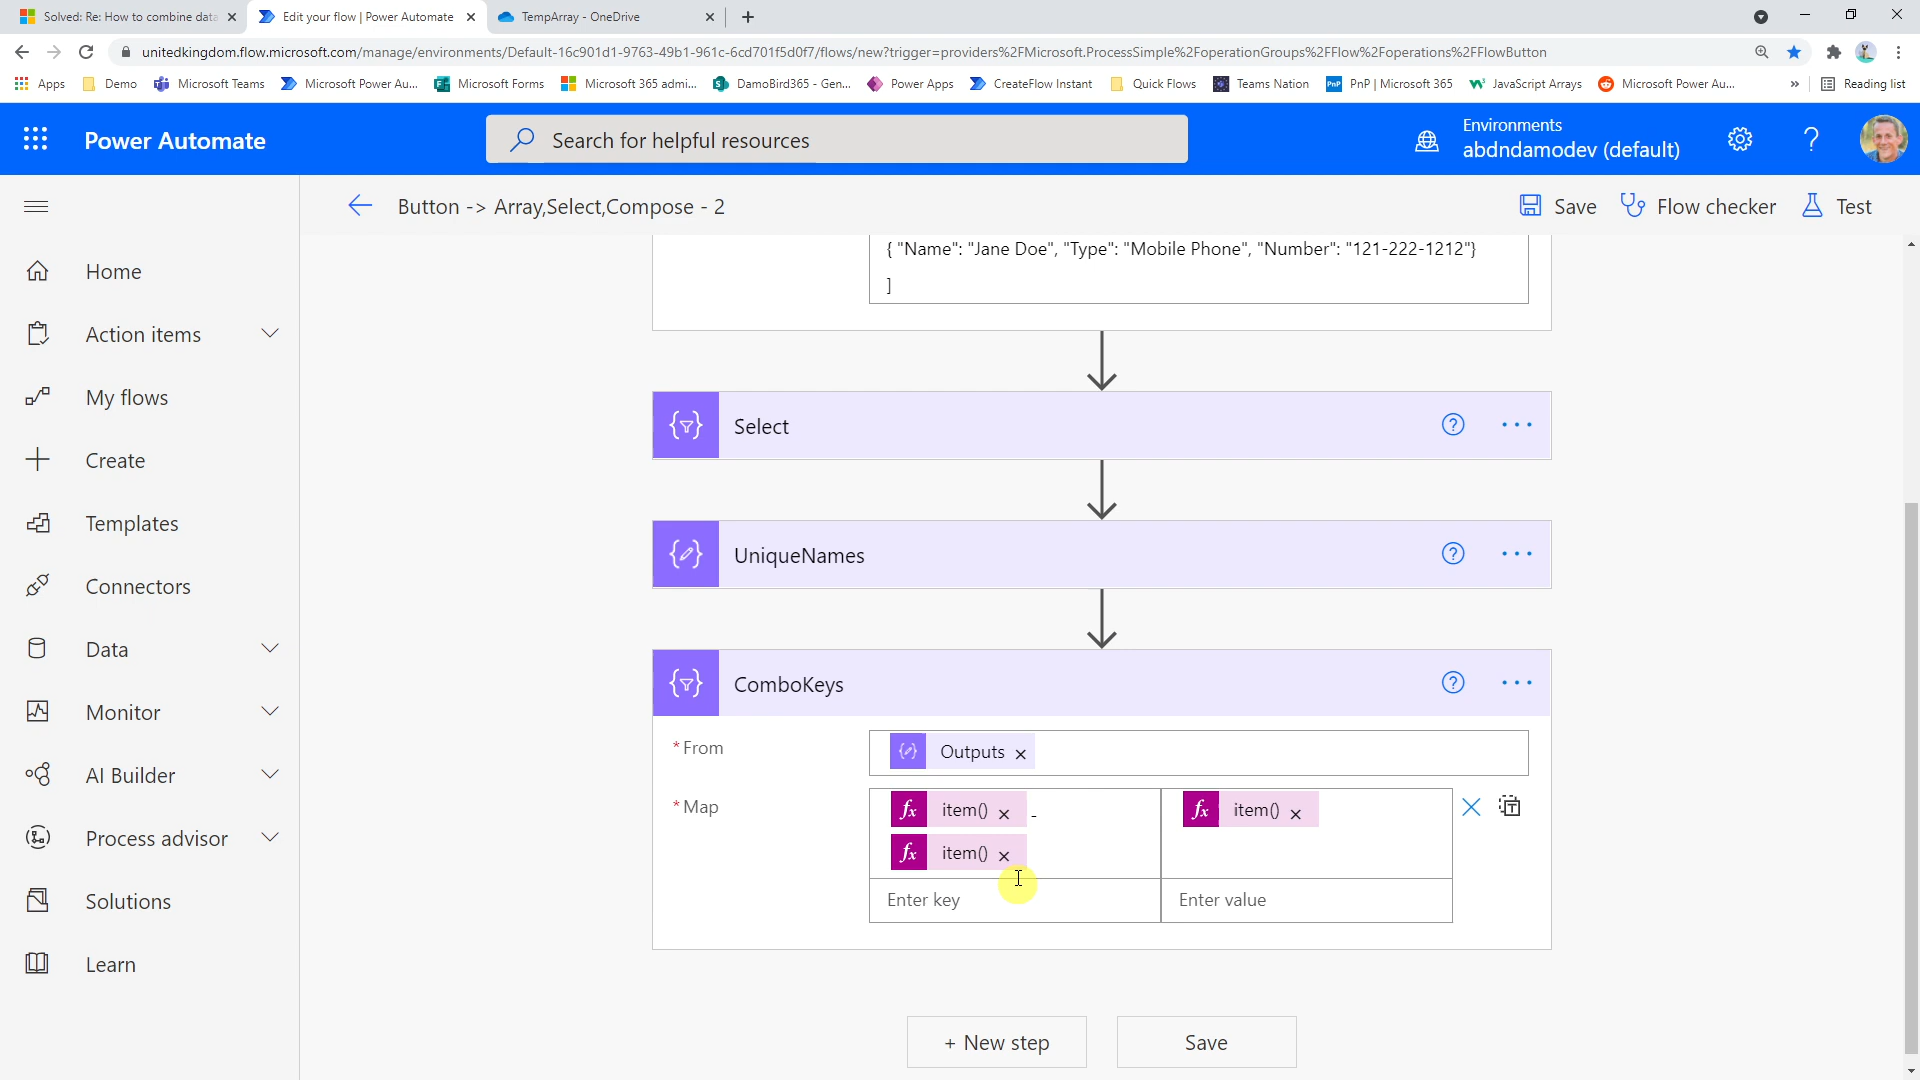 Solved: Re: How to combine data
Edit your flow | Power Automate
TempArray - OneDrive
unitedkingdom.flow.microsoft.com/manage/environments/Default-16c901d1-9763-49b1-961c-6cd701f5d0f7/flows/new?trigger=providers%2FMicrosoft.ProcessSimple%2FoperationGroups%2FFlow%2Foperations%2FFlowButton
Apps Demo Microsoft Teams Microsoft Power Au... Microsoft Forms Microsoft 365 admi... DamoBird365 - Gen... Power Apps CreateFlow Instant Quick Flows Teams Nation PnP | Microsoft 365 JavaScript Arrays Microsoft Power Au... » Reading list
Power Automate
Search for helpful resources
Environments
abdndamodev (default)
Button -> Array,Select,Compose - 2
Save
Flow checker
Test
Home
Action items
My flows
Create
Templates
Connectors
Data
Monitor
AI Builder
Process advisor
Solutions
Learn
{ "Name": "Jane Doe", "Type": "Mobile Phone", "Number": "121-222-1212"}
]
Select
UniqueNames
ComboKeys
* From
Outputs
* Map
item() -
item()
item()
Enter key
Enter value
+ New step
Save